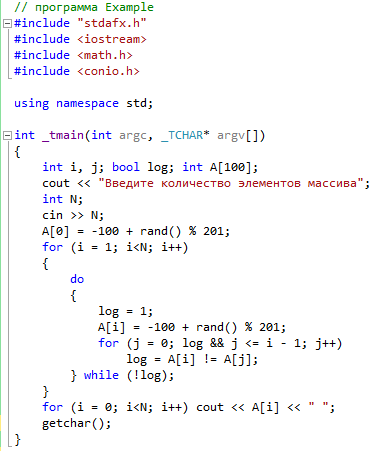 // программа Example
#include "stdafx.h"
#include <iostream>
#include <math.h>
#include <conio.h>

using namespace std;

int _tmain(int argc, _TCHAR* argv[])
{
    int i, j; bool log; int A[100];
    cout << "Введите количество элементов массива";
    int N;
    cin >> N;
    A[0] = -100 + rand() % 201;
    for (i = 1; i<N; i++)
    {
        do
        {
            log = 1;
            A[i] = -100 + rand() % 201;
            for (j = 0; log && j <= i - 1; j++)
                log = A[i] != A[j];
        } while (!log);
    }
    for (i = 0; i<N; i++) cout << A[i] << " ";
    getchar();
}